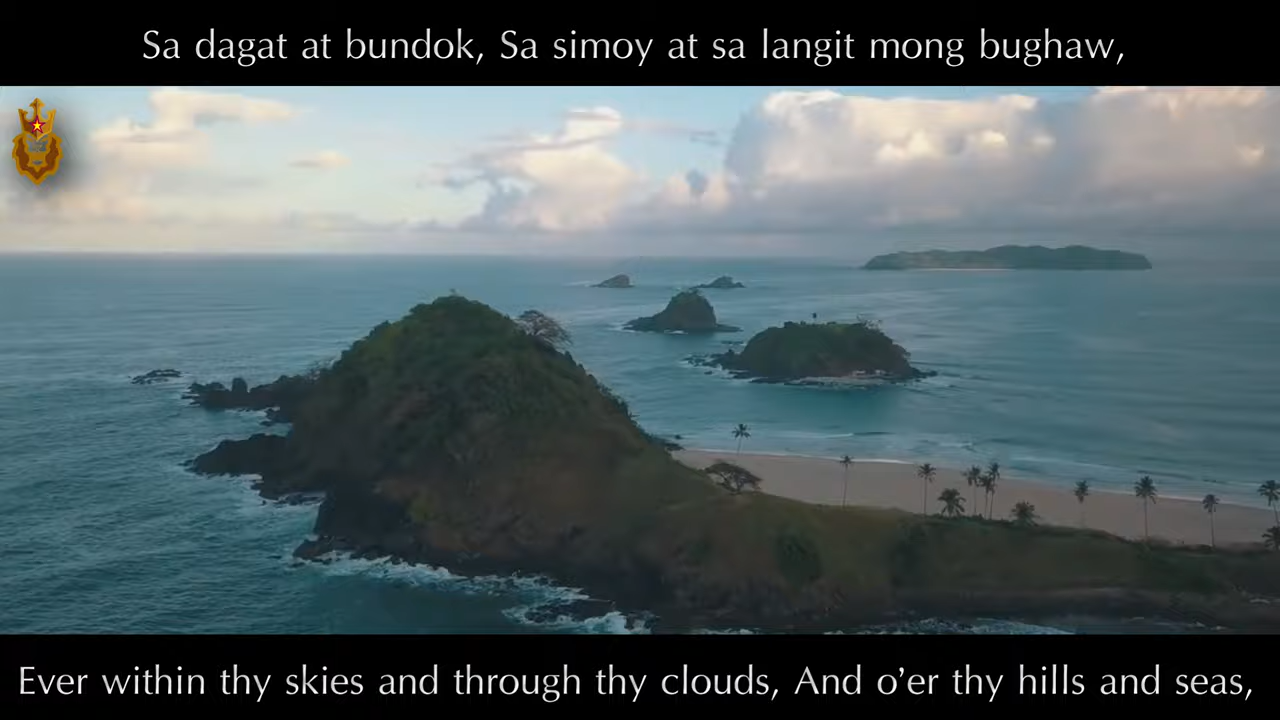 Sa dagat at bundok, Sa simoy at sa langit mong bughaw,
Ever within thy skies and through thy clouds, And o’er thy hills and seas,